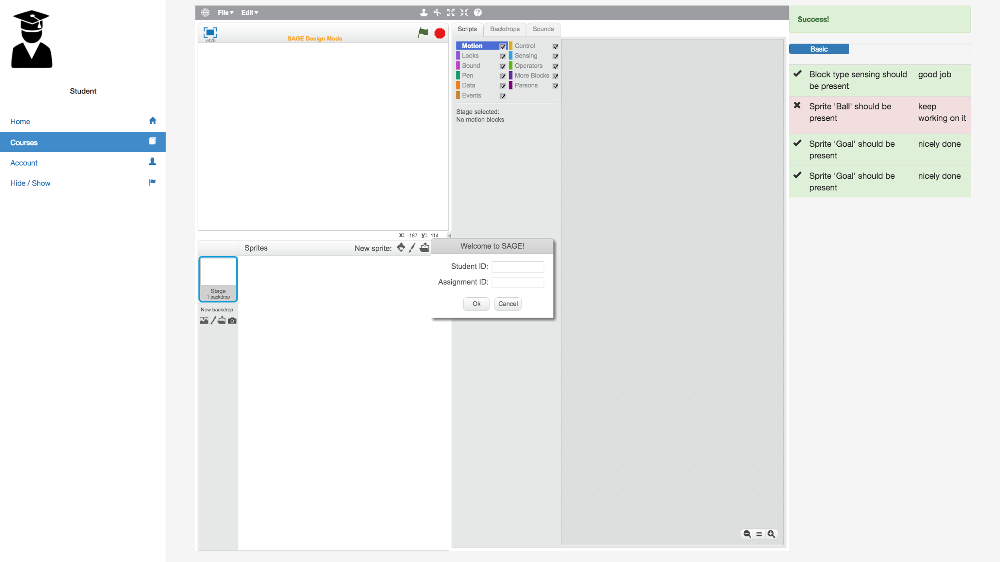 Student
Home
Courses
Account
Hide / Show
File Edit
v426
SAGE Design Mode
x: -187 y: 114
Sprites New sprite:
Stage
1 backdrop
New backdrop:
Scripts Backdrops Sounds
Motion Control
Looks Sensing
Sound Operators
Pen More Blocks
Data Parsons
Events
Stage selected:
No motion blocks
Welcome to SAGE!
Student ID:
Assignment ID:
Ok Cancel
Success!
Basic
Block type sensing should good job
be present
Sprite 'Ball' should be keep
present working on it
Sprite 'Goal' should be nicely done
present
Sprite 'Goal' should be nicely done
present